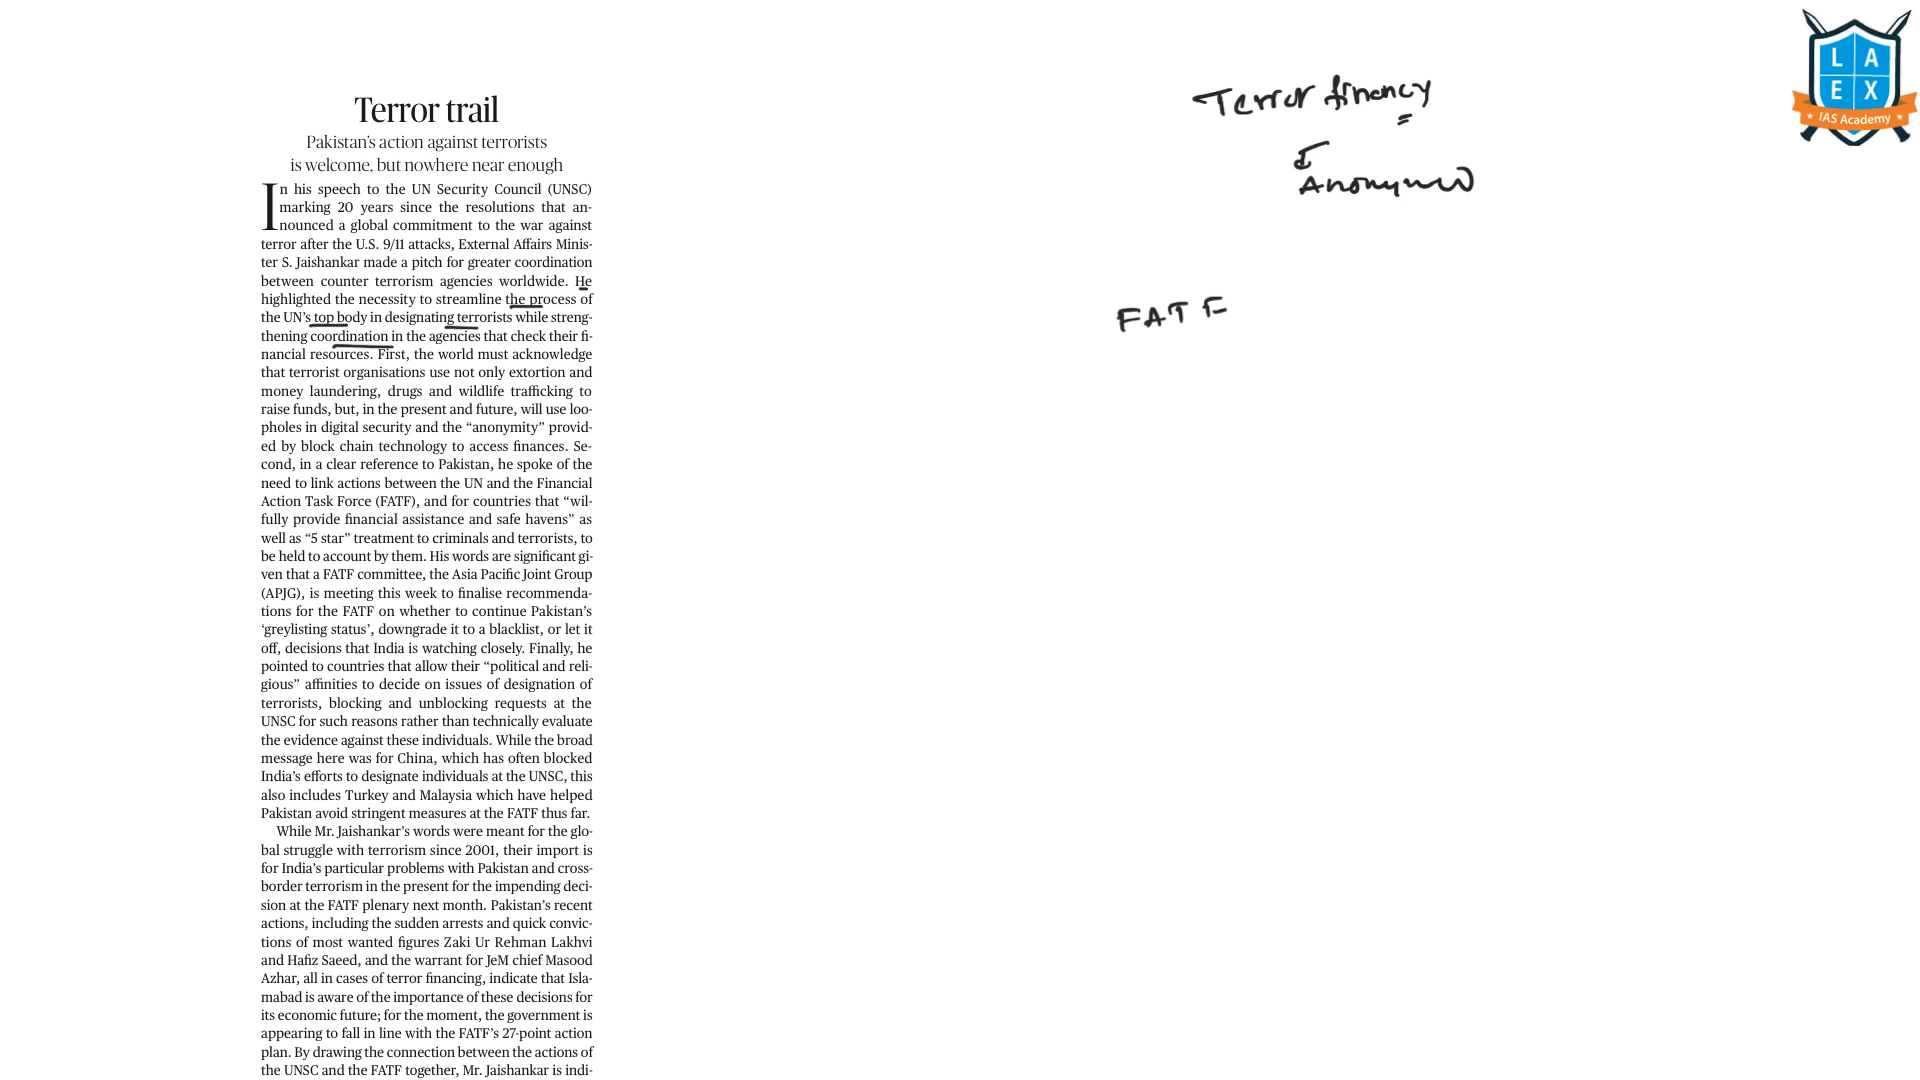 Terror trail
Pakistan's action against terrorists
is welcome, but nowhere near enough
In his speech to the UN Security Council (UNSC)
marking 20 years since the resolutions that an-
nounced a global commitment to the war against
terror after the U.S. 9/11 attacks, External Affairs Minis-
ter S. Jaishankar made a pitch for greater coordination
between counter terrorism agencies worldwide. He
highlighted the necessity to streamline the process of
the UN's top body in designating terrorists while streng-
thening coordination in the agencies that check their fi-
nancial resources. First, the world must acknowledge
that terrorist organisations use not only extortion and
money laundering, drugs and wildlife trafficking to
raise funds, but, in the present and future, will use loo-
pholes in digital security and the “anonymity” provid-
ed by block chain technology to access finances. Se-
cond, in a clear reference to Pakistan, he spoke of the
need to link actions between the UN and the Financial
Action Task Force (FATF), and for countries that “wil-
fully provide financial assistance and safe havens” as
well as “5 star” treatment to criminals and terrorists, to
be held to account by them. His words are significant gi-
ven that a FATF committee, the Asia Pacific Joint Group
(APJG), is meeting this week to finalise recommenda-
tions for the FATF on whether to continue Pakistan's
‘greylisting status’, downgrade it to a blacklist, or let it
off, decisions that India is watching closely. Finally, he
pointed to countries that allow their “political and reli-
gious” affinities to decide on issues of designation of
terrorists, blocking and unblocking requests at the
UNSC for such reasons rather than technically evaluate
the evidence against these individuals. While the broad
message here was for China, which has often blocked
India's efforts to designate individuals at the UNSC, this
also includes Turkey and Malaysia which have helped
Pakistan avoid stringent measures at the FATF thus far.
While Mr. Jaishankar's words were meant for the glo-
bal struggle with terrorism since 2001, their import is
for India's particular problems with Pakistan and cross-
border terrorism in the present for the impending deci-
sion at the FATF plenary next month. Pakistan's recent
actions, including the sudden arrests and quick convic-
tions of most wanted figures Zaki Ur Rehman Lakhvi
and Hafiz Saeed, and the warrant for JeM chief Masood
Azhar, all in cases of terror financing, indicate that Isla-
mabad is aware of the importance of these decisions for
its economic future; for the moment, the government is
appearing to fall in line with the FATF's 27-point action
plan. By drawing the connection between the actions of
the UNSC and the FATF together, Mr. Jaishankar is indi-
Terror
FATF
L A
E X
IAS Academy